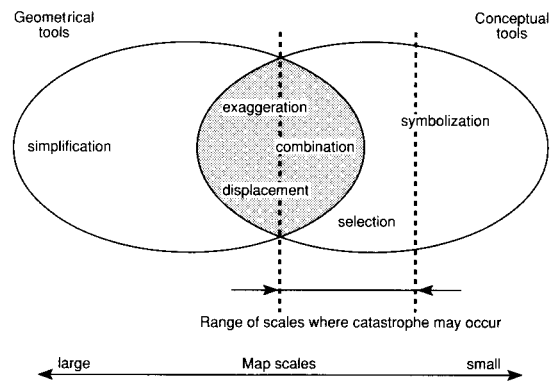 Geometrical
tools
Conceptual
tools
exaggeration
symbolization
simplification
combination
displacement
selection
Range of scales where catastrophe may occur
large
Map scales
small